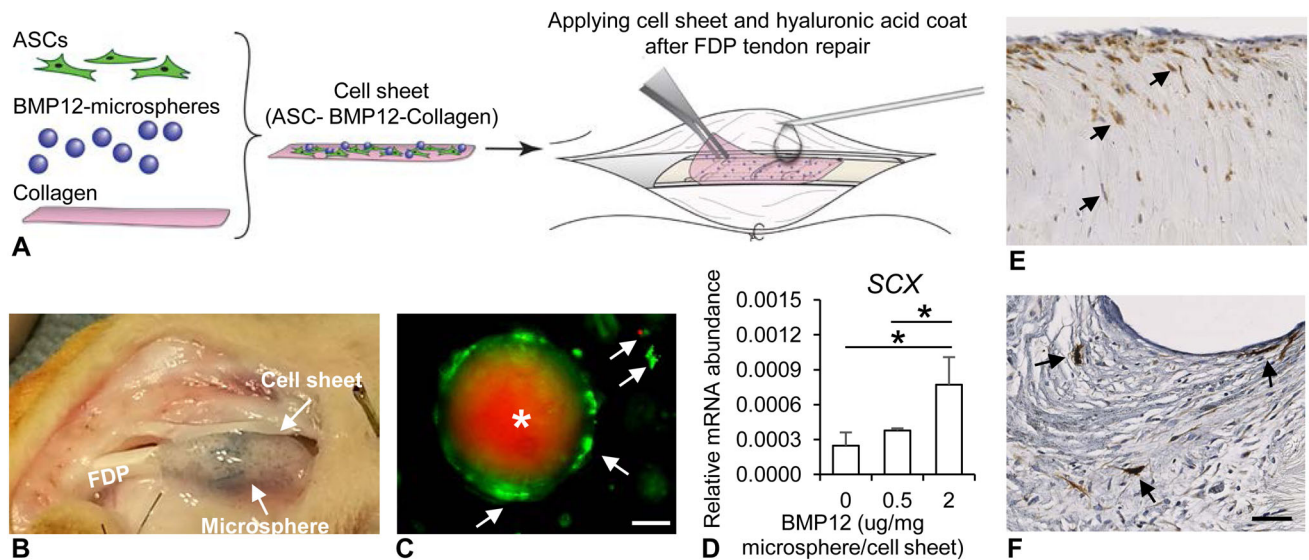 ASCs
BMP12-microspheres
Collagen
Cell sheet
(ASC- BMP12-Collagen)
Applying cell sheet and hyaluronic acid coat
after FDP tendon repair
A
E
Cell sheet
FDP
Microsphere
B
*
C
SCX
Relative mRNA abundance
0.0015
0.0012
0.0009
0.0006
0.0003
0.0000
*
*
0
0.5
2
BMP12 (ug/mg
microsphere/cell sheet)
D
F